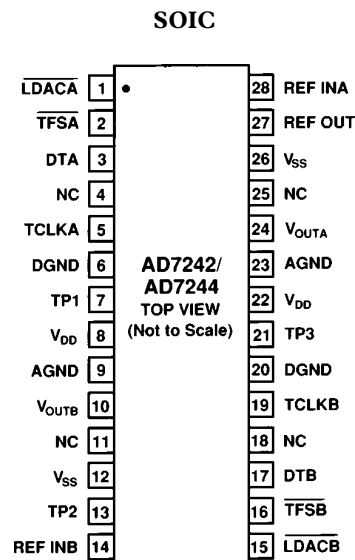 SOIC
LDACA 1 28 REF INA
TFSA 2 27 REF OUT
DTA 3 26 VSS
NC 4 25 NC
TCLKA 5 24 VOUTA
DGND 6 23 AGND
TP1 7 22 VDD
VDD 8 21 TP3
AGND 9 20 DGND
VOUTB 10 19 TCLKB
NC 11 18 NC
VSS 12 17 DTB
TP2 13 16 TFSB
REF INB 14 15 LDACB
AD7242/
AD7244
TOP VIEW
(Not to Scale)